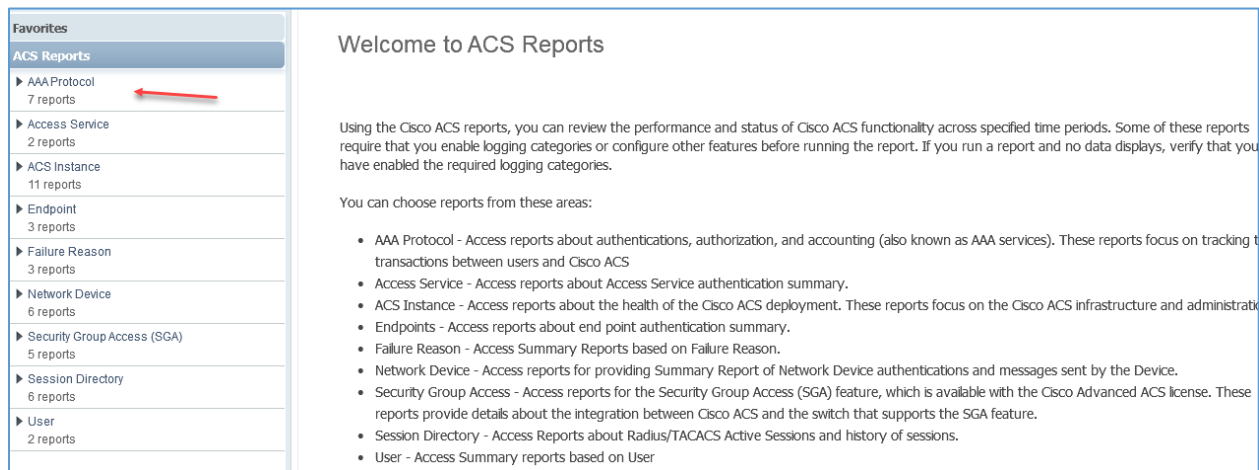 Favorites
ACS Reports
AAA Protocol
7 reports
Access Service
2 reports
ACS Instance
11 reports
Endpoint
3 reports
Failure Reason
3 reports
Network Device
6 reports
Security Group Access (SGA)
5 reports
Session Directory
6 reports
User
2 reports
Welcome to ACS Reports
Using the Cisco ACS reports, you can review the performance and status of Cisco ACS functionality across specified time periods. Some of these reports
require that you enable logging categories or configure other features before running the report. If you run a report and no data displays, verify that you
have enabled the required logging categories.
You can choose reports from these areas:
• AAA Protocol - Access reports about authentications, authorization, and accounting (also known as AAA services). These reports focus on tracking
transactions between users and Cisco ACS
• Access Service - Access reports about Access Service authentication summary.
• ACS Instance - Access reports about the health of the Cisco ACS deployment. These reports focus on the Cisco ACS infrastructure and
• Endpoints - Access reports about end point authentication summary.
• Failure Reason - Access Summary Reports based on Failure Reason.
• Network Device - Access reports for providing Summary Report of Network Device authentications and messages sent by the Device.
• Security Group Access - Access reports for the Security Group Access (SGA) feature, which is available with the Cisco Advanced ACS license. These
reports provide details about the integration between Cisco ACS and the switch that supports the SGA feature.
• Session Directory - Access Reports about Radius/TACACS Active Sessions and history of sessions.
• User - Access Summary reports based on User